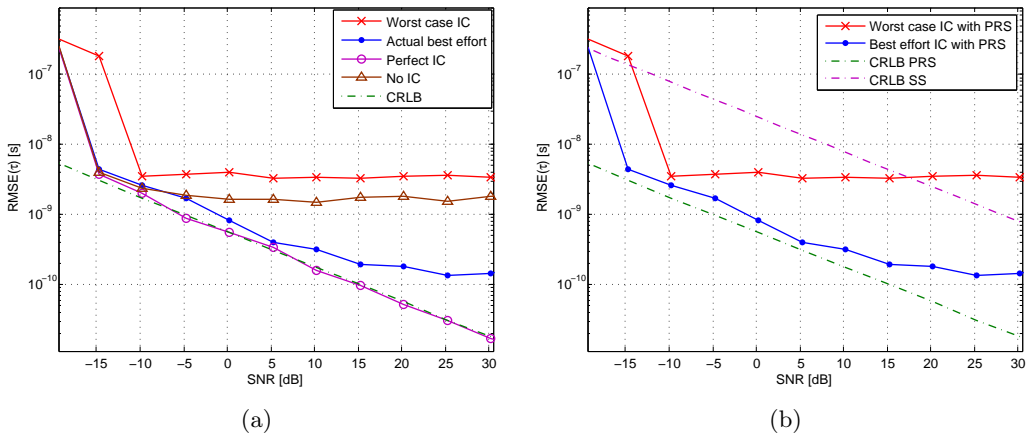 Worst case IC
Actual best effort
Perfect IC
No IC
CRLB
10^-7
10^-8
10^-9
10^-10
RMSE(τ) [s]
−15 −10 −5 0 5 10 15 20 25 30
SNR [dB]
(a)
Worst case IC with PRS
Best effort IC with PRS
CRLB PRS
CRLB SS
10^-7
10^-8
10^-9
10^-10
RMSE(τ) [s]
−15 −10 −5 0 5 10 15 20 25 30
SNR [dB]
(b)